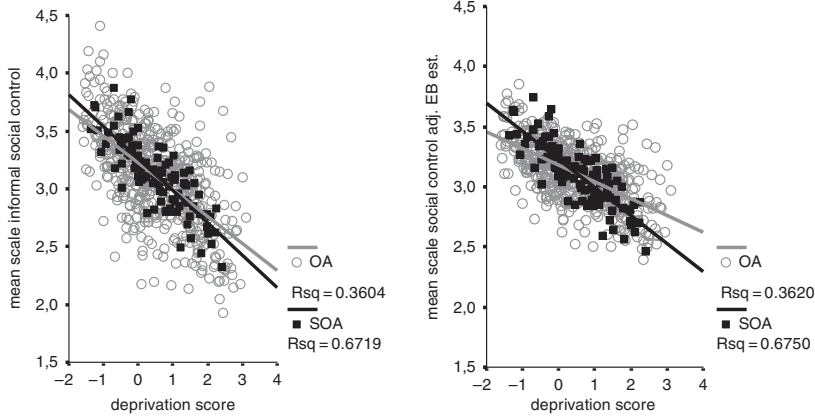 mean scale informal social control
4,5
4,0
3,5
3,0
2,5
2,0
1,5
−2 −1 0 1 2 3 4
deprivation score
OA
Rsq = 0.3604
SOA
Rsq = 0.6719
mean scale social control adj. EB est.
4,5
4,0
3,5
3,0
2,5
2,0
1,5
−2 −1 0 1 2 3 4
deprivation score
OA
Rsq = 0.3620
SOA
Rsq = 0.6750